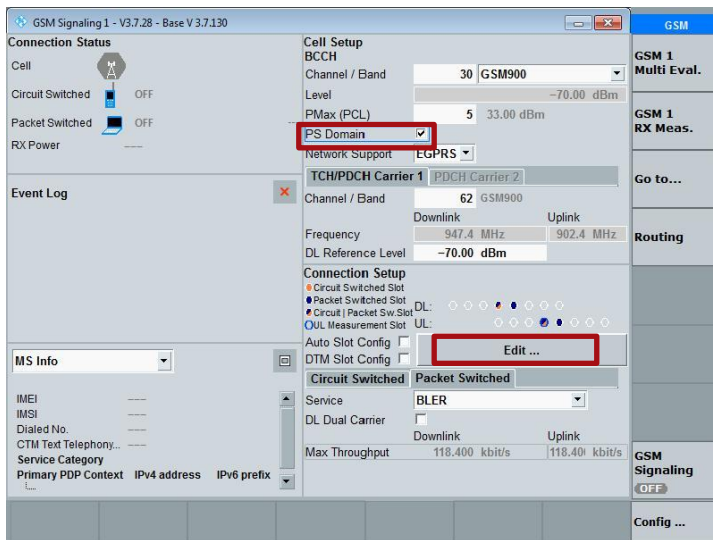 GSM Signaling 1 - V3.7.28 - Base V 3.7.130
Connection Status
Cell
Circuit Switched OFF
Packet Switched OFF
RX Power ---
Event Log
MS Info
IMEI ---
IMSI ---
Dialed No. ---
CTM Text Telephony... ---
Service Category
Primary PDP Context IPv4 address IPv6 prefix
Cell Setup
BCCH
Channel / Band 30 GSM900
Level -70.00 dBm
PMax (PCL) 5 33.00 dBm
PS Domain
Network Support EGPRS
TCH/PDCH Carrier 1 PDCH Carrier 2
Channel / Band 62 GSM900
Downlink Uplink
Frequency 947.4 MHz 902.4 MHz
DL Reference Level -70.00 dBm
Connection Setup
Circuit Switched Slot
Packet Switched Slot
Circuit | Packet Sw.Slot DL:
UL Measurement Slot UL:
Auto Slot Config
DTM Slot Config Edit ...
Circuit Switched Packet Switched
Service BLER
DL Dual Carrier
Downlink Uplink
Max Throughput 118.400 kbit/s 118.40 kbit/s
GSM
GSM 1
Multi Eval.
GSM 1
RX Meas.
Go to...
Routing
GSM
Signaling
OFF
Config ...